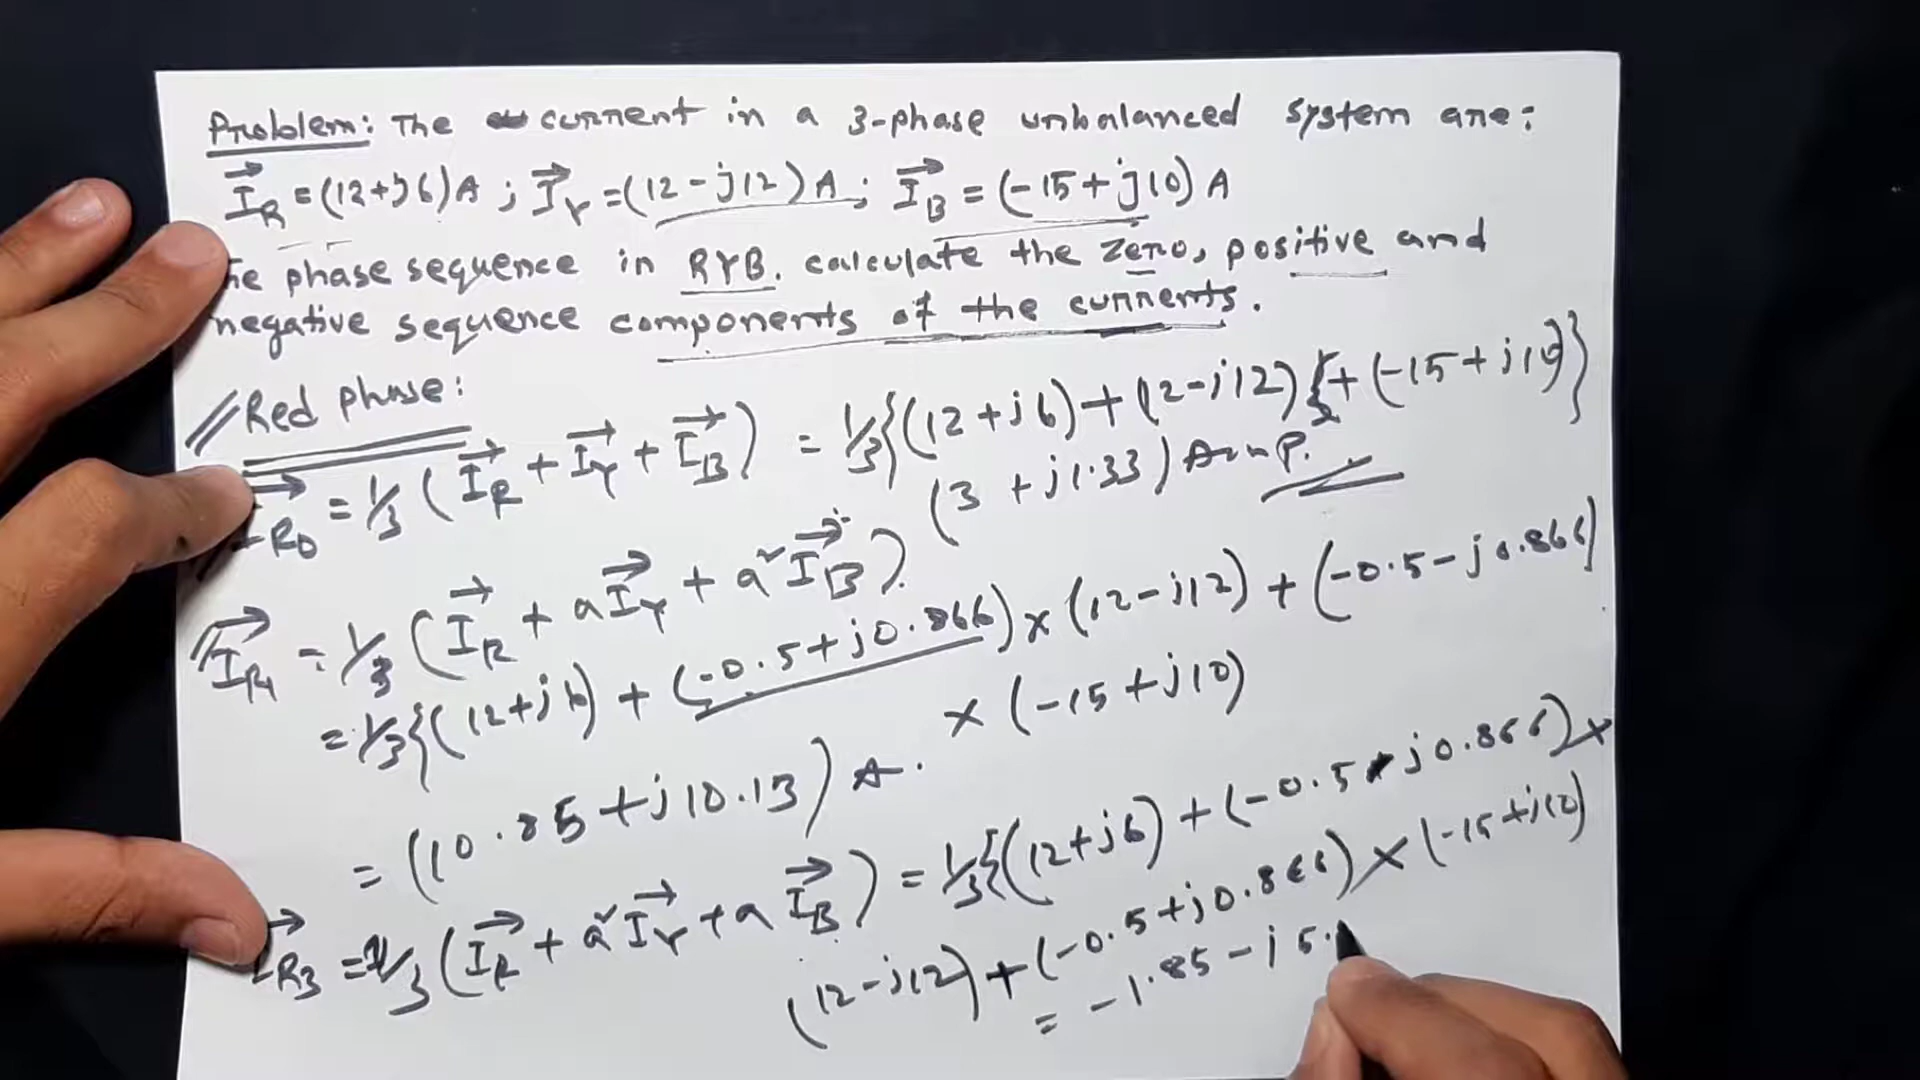 Problem: The current in a 3-phase unbalanced system are:
I_R = (12+j6)A ; I_Y = (12-j12)A ; I_B = (-15+j10)A
he phase sequence in RYB. calculate the zero, positive and
negative sequence components of the currents.
Red phase:
I_R0 = 1/3 (I_R + I_Y + I_B) = 1/3{(12+j6)+(12-j12)}+(-15+j10)}
(3 + j1.33) Amp.
I_R1 = 1/3 (I_R + aI_Y + a²I_B)
= 1/3{(12+j6) + (-0.5+j0.866) × (12-j12) + (-0.5-j0.866)
× (-15+j10)
= (10.85+j10.13) A.
I_R3 = 1/3 (I_R + a²I_Y + aI_B) = 1/3{(12+j6) + (-0.5-j0.866) ×
(12-j12) + (-0.5+j0.866) × (-15+j10)
= -1.85 - j5.